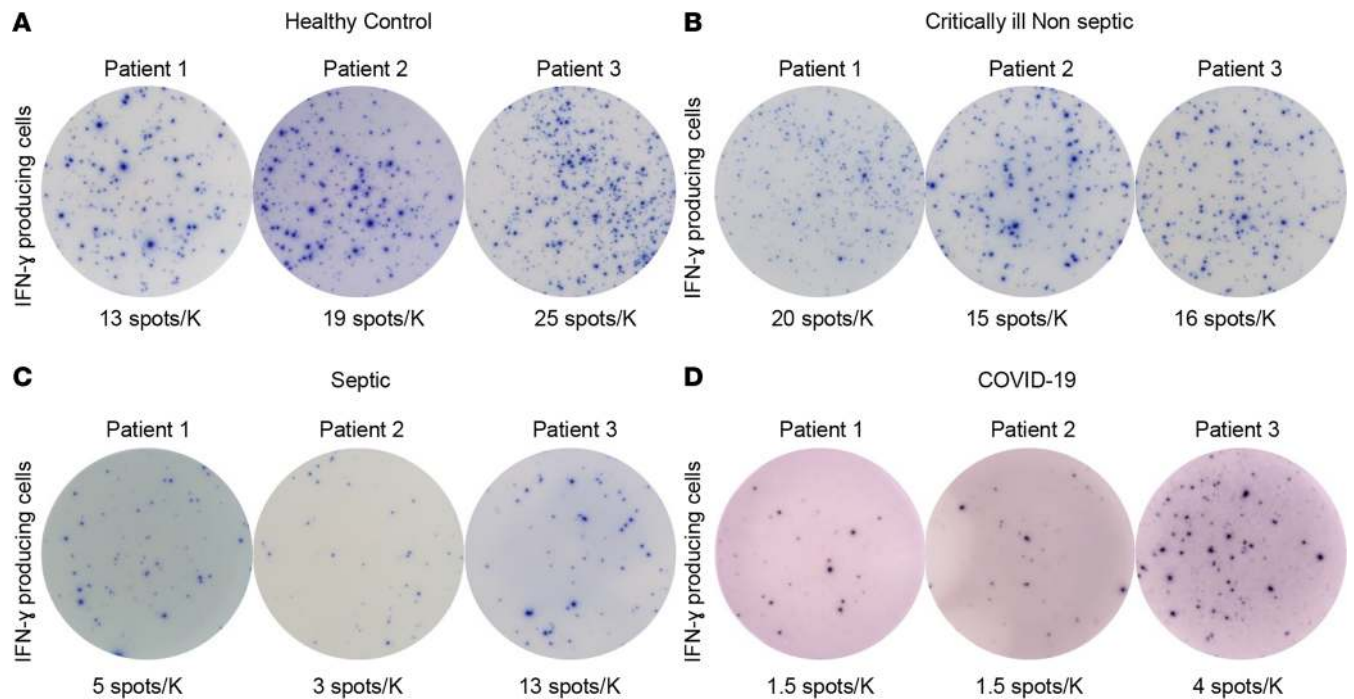 A
Healthy Control
Patient 1
Patient 2
Patient 3
IFN-γ producing cells
13 spots/K
19 spots/K
25 spots/K
B
Critically ill Non septic
Patient 1
Patient 2
Patient 3
IFN-γ producing cells
20 spots/K
15 spots/K
16 spots/K
C
Septic
Patient 1
Patient 2
Patient 3
IFN-γ producing cells
5 spots/K
3 spots/K
13 spots/K
D
COVID-19
Patient 1
Patient 2
Patient 3
IFN-γ producing cells
1.5 spots/K
1.5 spots/K
4 spots/K